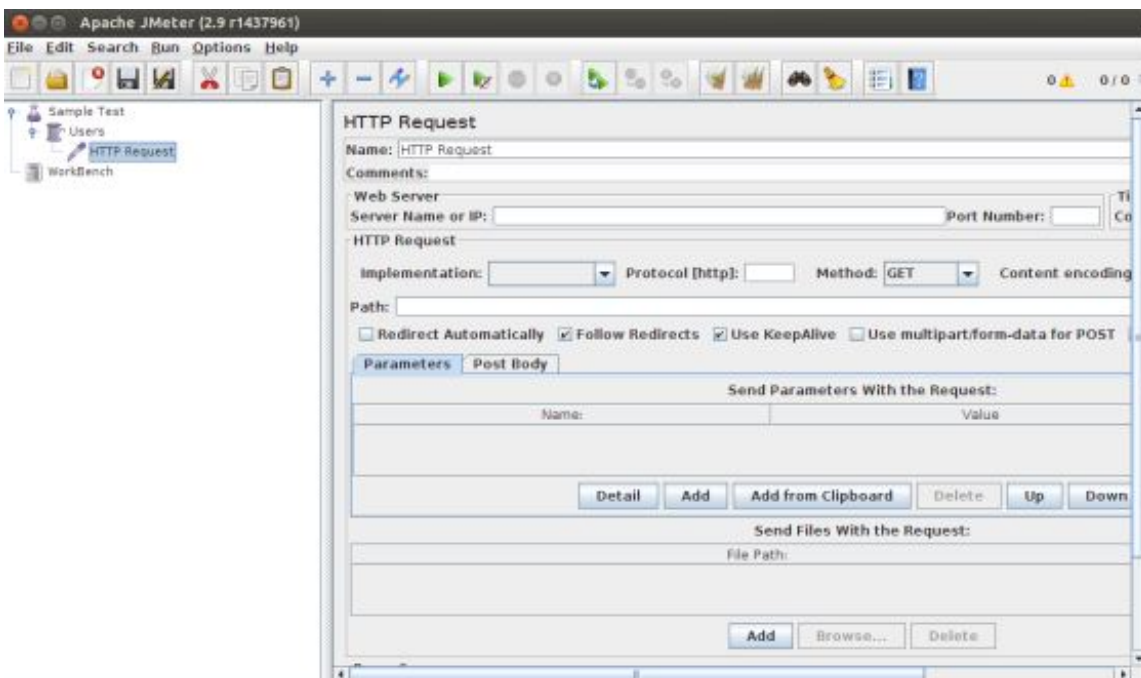 Apache JMeter (2.9 r1437961)
File Edit Search Run Options Help
0 0 / 0
Sample Test
Users
HTTP Request
WorkBench
HTTP Request
Name: HTTP Request
Comments:
Web Server
Server Name or IP: Port Number:
HTTP Request
Implementation: Protocol [http]: Method: GET Content encoding
Path:
Redirect Automatically Follow Redirects Use KeepAlive Use multipart/form-data for POST
Parameters Post Body
Send Parameters With the Request:
Name: Value
Detail Add Add from Clipboard Delete Up Down
Send Files With the Request:
File Path:
Add Browse... Delete